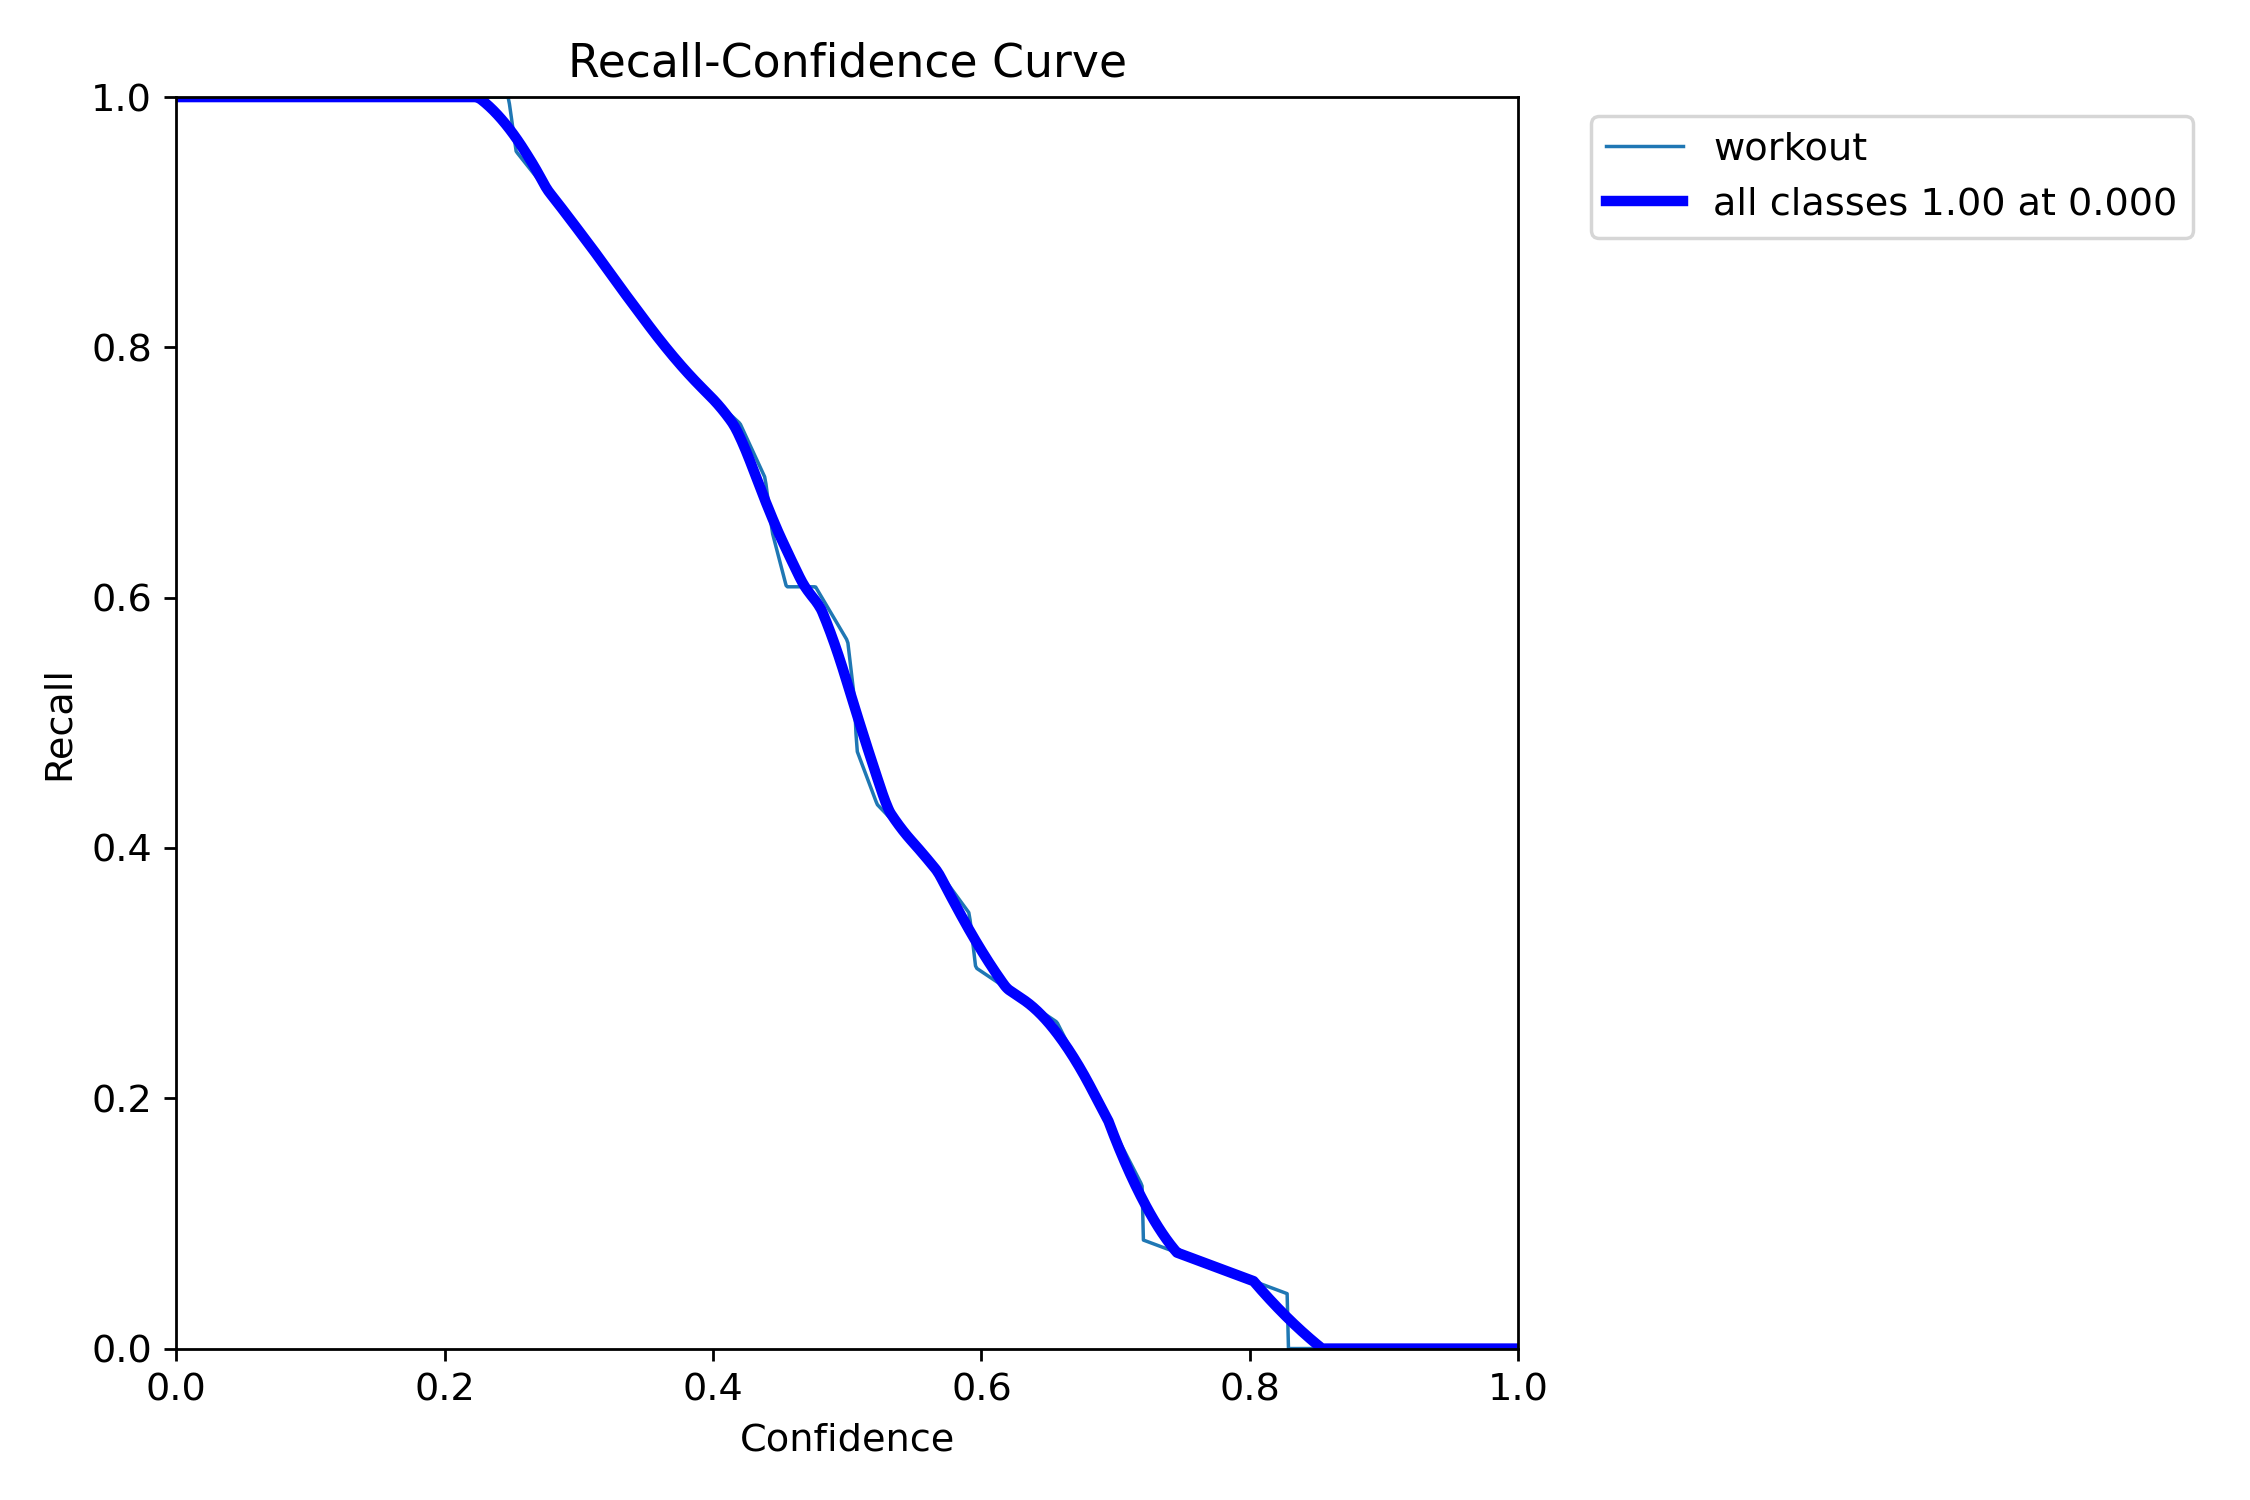 Recall-Confidence Curve
workout
all classes 1.00 at 0.000
1.0
0.8
0.6
0.4
0.2
0.0
Recall
0.0 0.2 0.4 0.6 0.8 1.0
Confidence